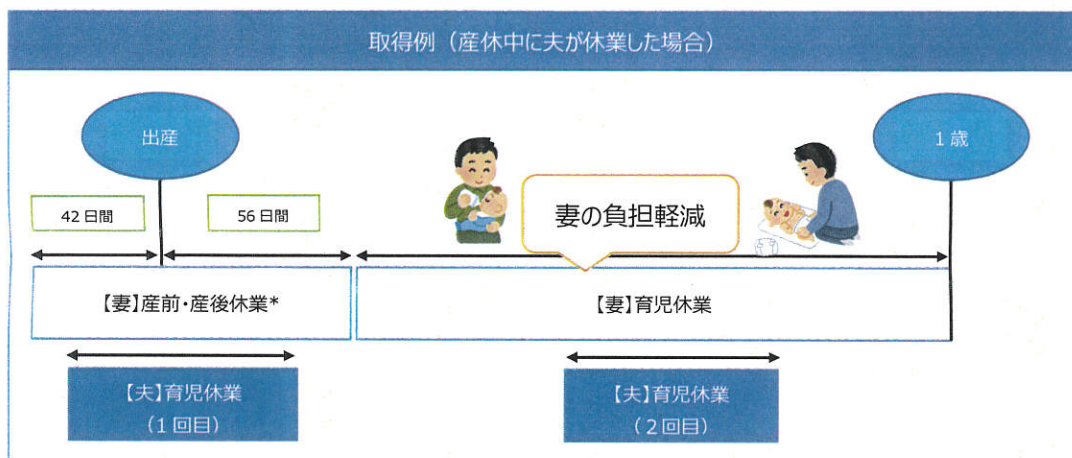 取得例（産休中に夫が休業した場合）
出産
1歳
42日間
56日間
妻の負担軽減
【妻】産前・産後休業*
【妻】育児休業
【夫】育児休業
（1回目）
【夫】育児休業
（2回目）